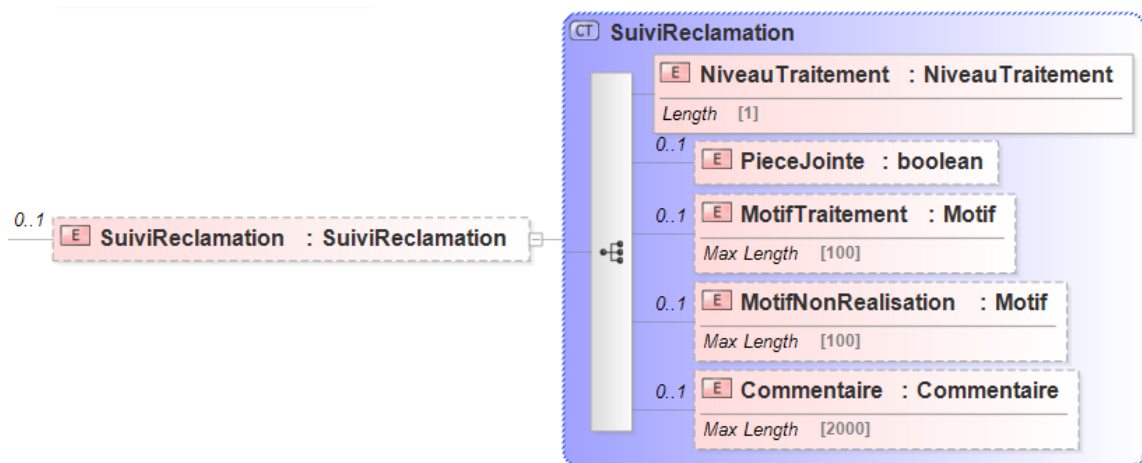 CT SuiviReclamation
E NiveauTraitement : NiveauTraitement
Length [1]
0..1
E PieceJointe : boolean
0..1 E MotifTraitement : Motif
Max Length [100]
0..1 E SuiviReclamation : SuiviReclamation
0..1 E MotifNonRealisation : Motif
Max Length [100]
0..1 E Commentaire : Commentaire
Max Length [2000]